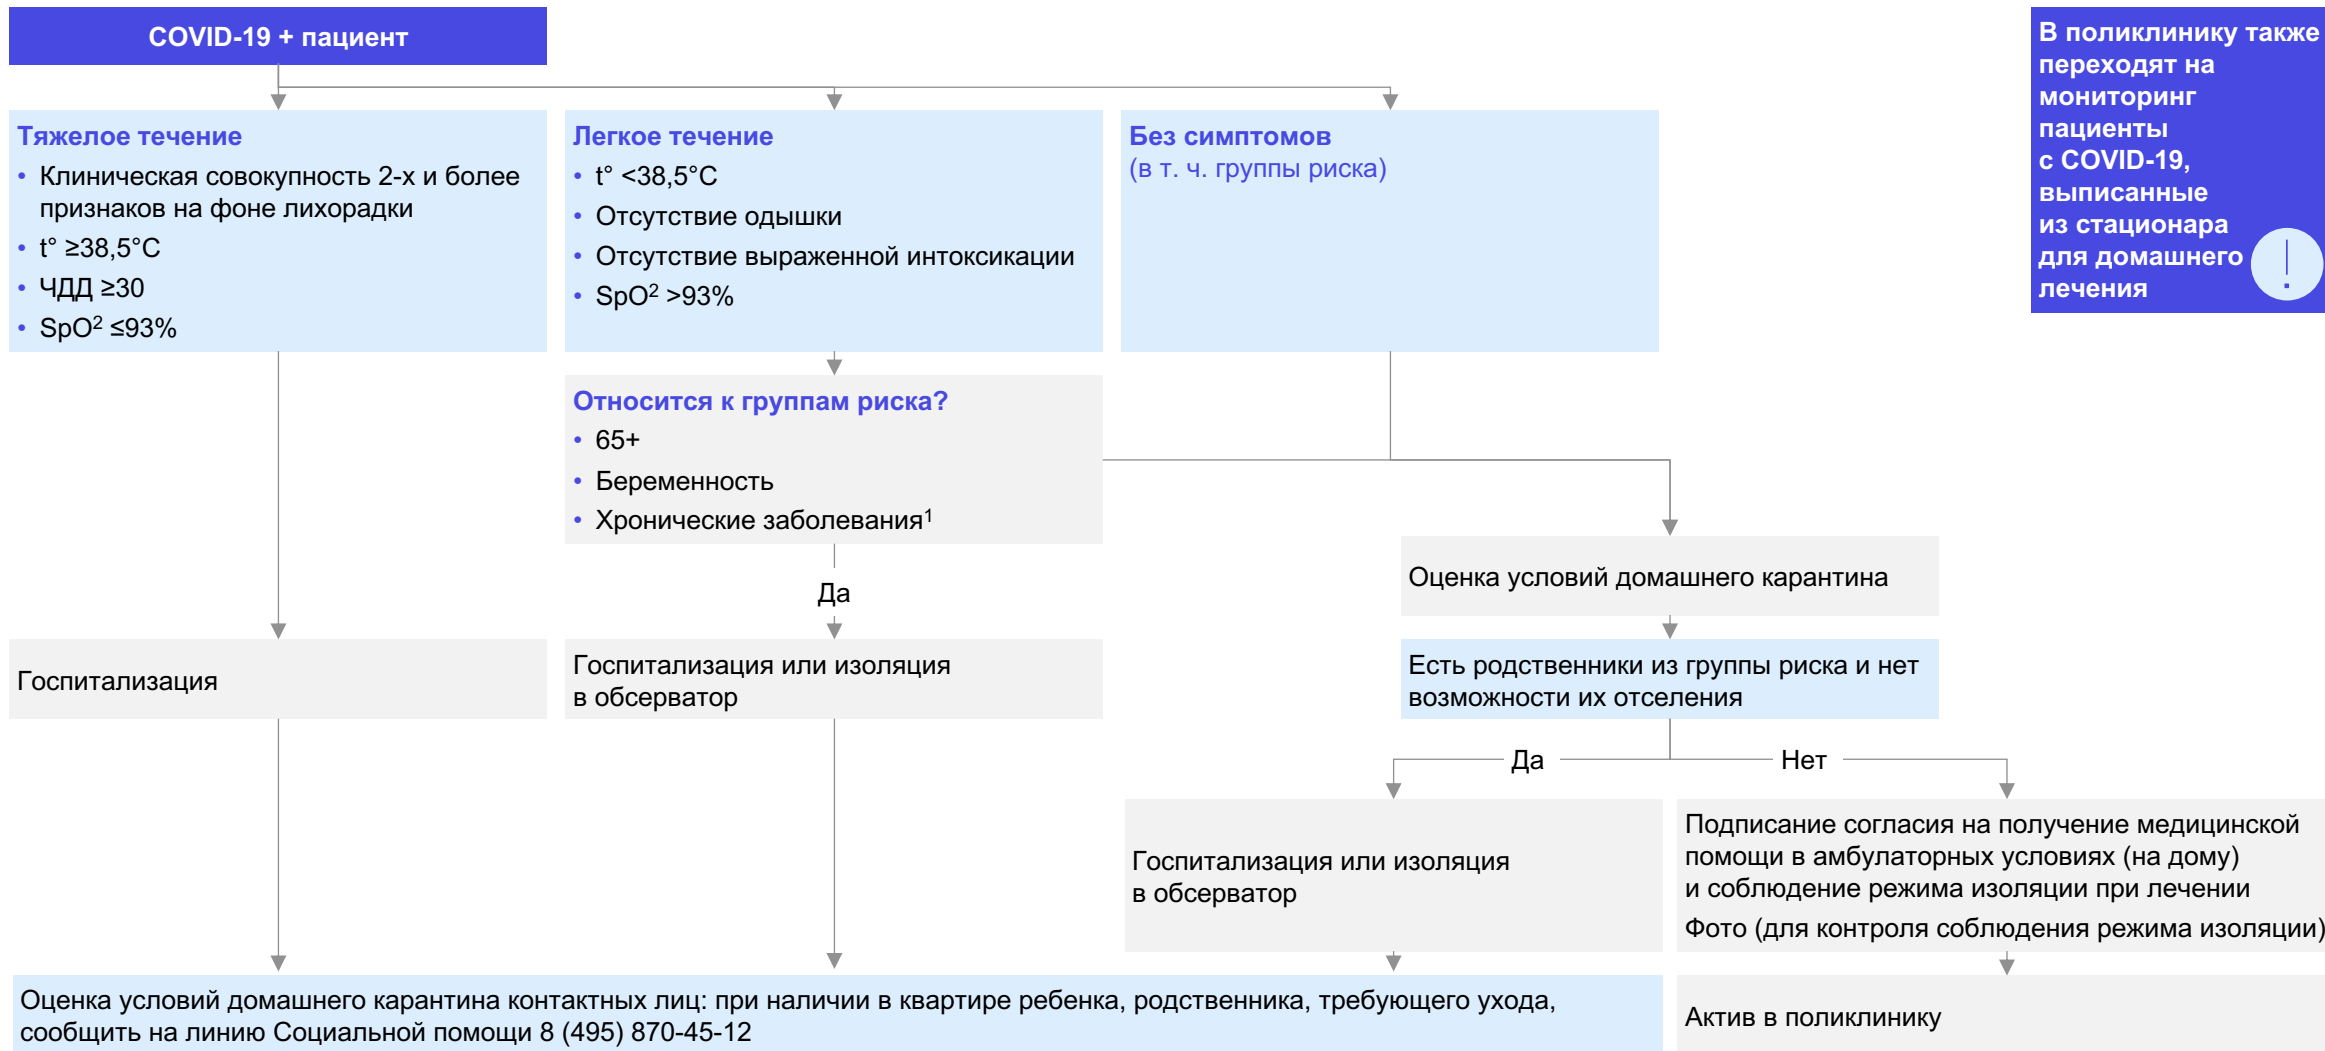 COVID-19 + пациент
В поликлинику также
переходят на
мониторинг
пациенты
с COVID-19,
выписанные
из стационара
для домашнего
лечения
!
Тяжелое течение
• Клиническая совокупность 2-х и более
признаков на фоне лихорадки
• t° ≥38,5°C
• ЧДД ≥30
• SpO² ≤93%
Легкое течение
• t° <38,5°C
• Отсутствие одышки
• Отсутствие выраженной интоксикации
• SpO² >93%
Без симптомов
(в т. ч. группы риска)
Относится к группам риска?
• 65+
• Беременность
• Хронические заболевания¹
Да
Оценка условий домашнего карантина
Госпитализация
Госпитализация или изоляция
в обсерватор
Есть родственники из группы риска и нет
возможности их отселения
Да
Нет
Госпитализация или изоляция
в обсерватор
Подписание согласия на получение медицинской
помощи в амбулаторных условиях (на дому)
и соблюдение режима изоляции при лечении
Фото (для контроля соблюдения режима изоляции)
Оценка условий домашнего карантина контактных лиц: при наличии в квартире ребенка, родственника, требующего ухода,
сообщить на линию Социальной помощи 8 (495) 870-45-12
Актив в поликлинику